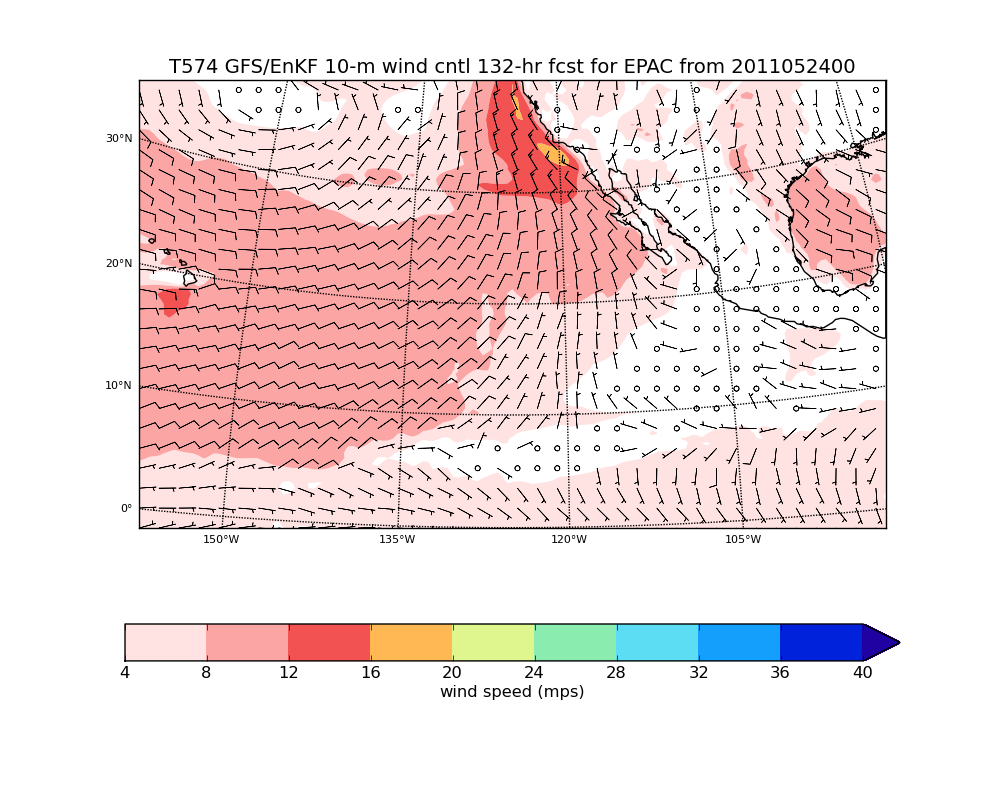 T574 GFS/EnKF 10-m wind cntl 132-hr fcst for EPAC from 2011052400
30°N
20°N
10°N
0°
150°W 135°W 120°W 105°W
4 8 12 16 20 24 28 32 36 40
wind speed (mps)